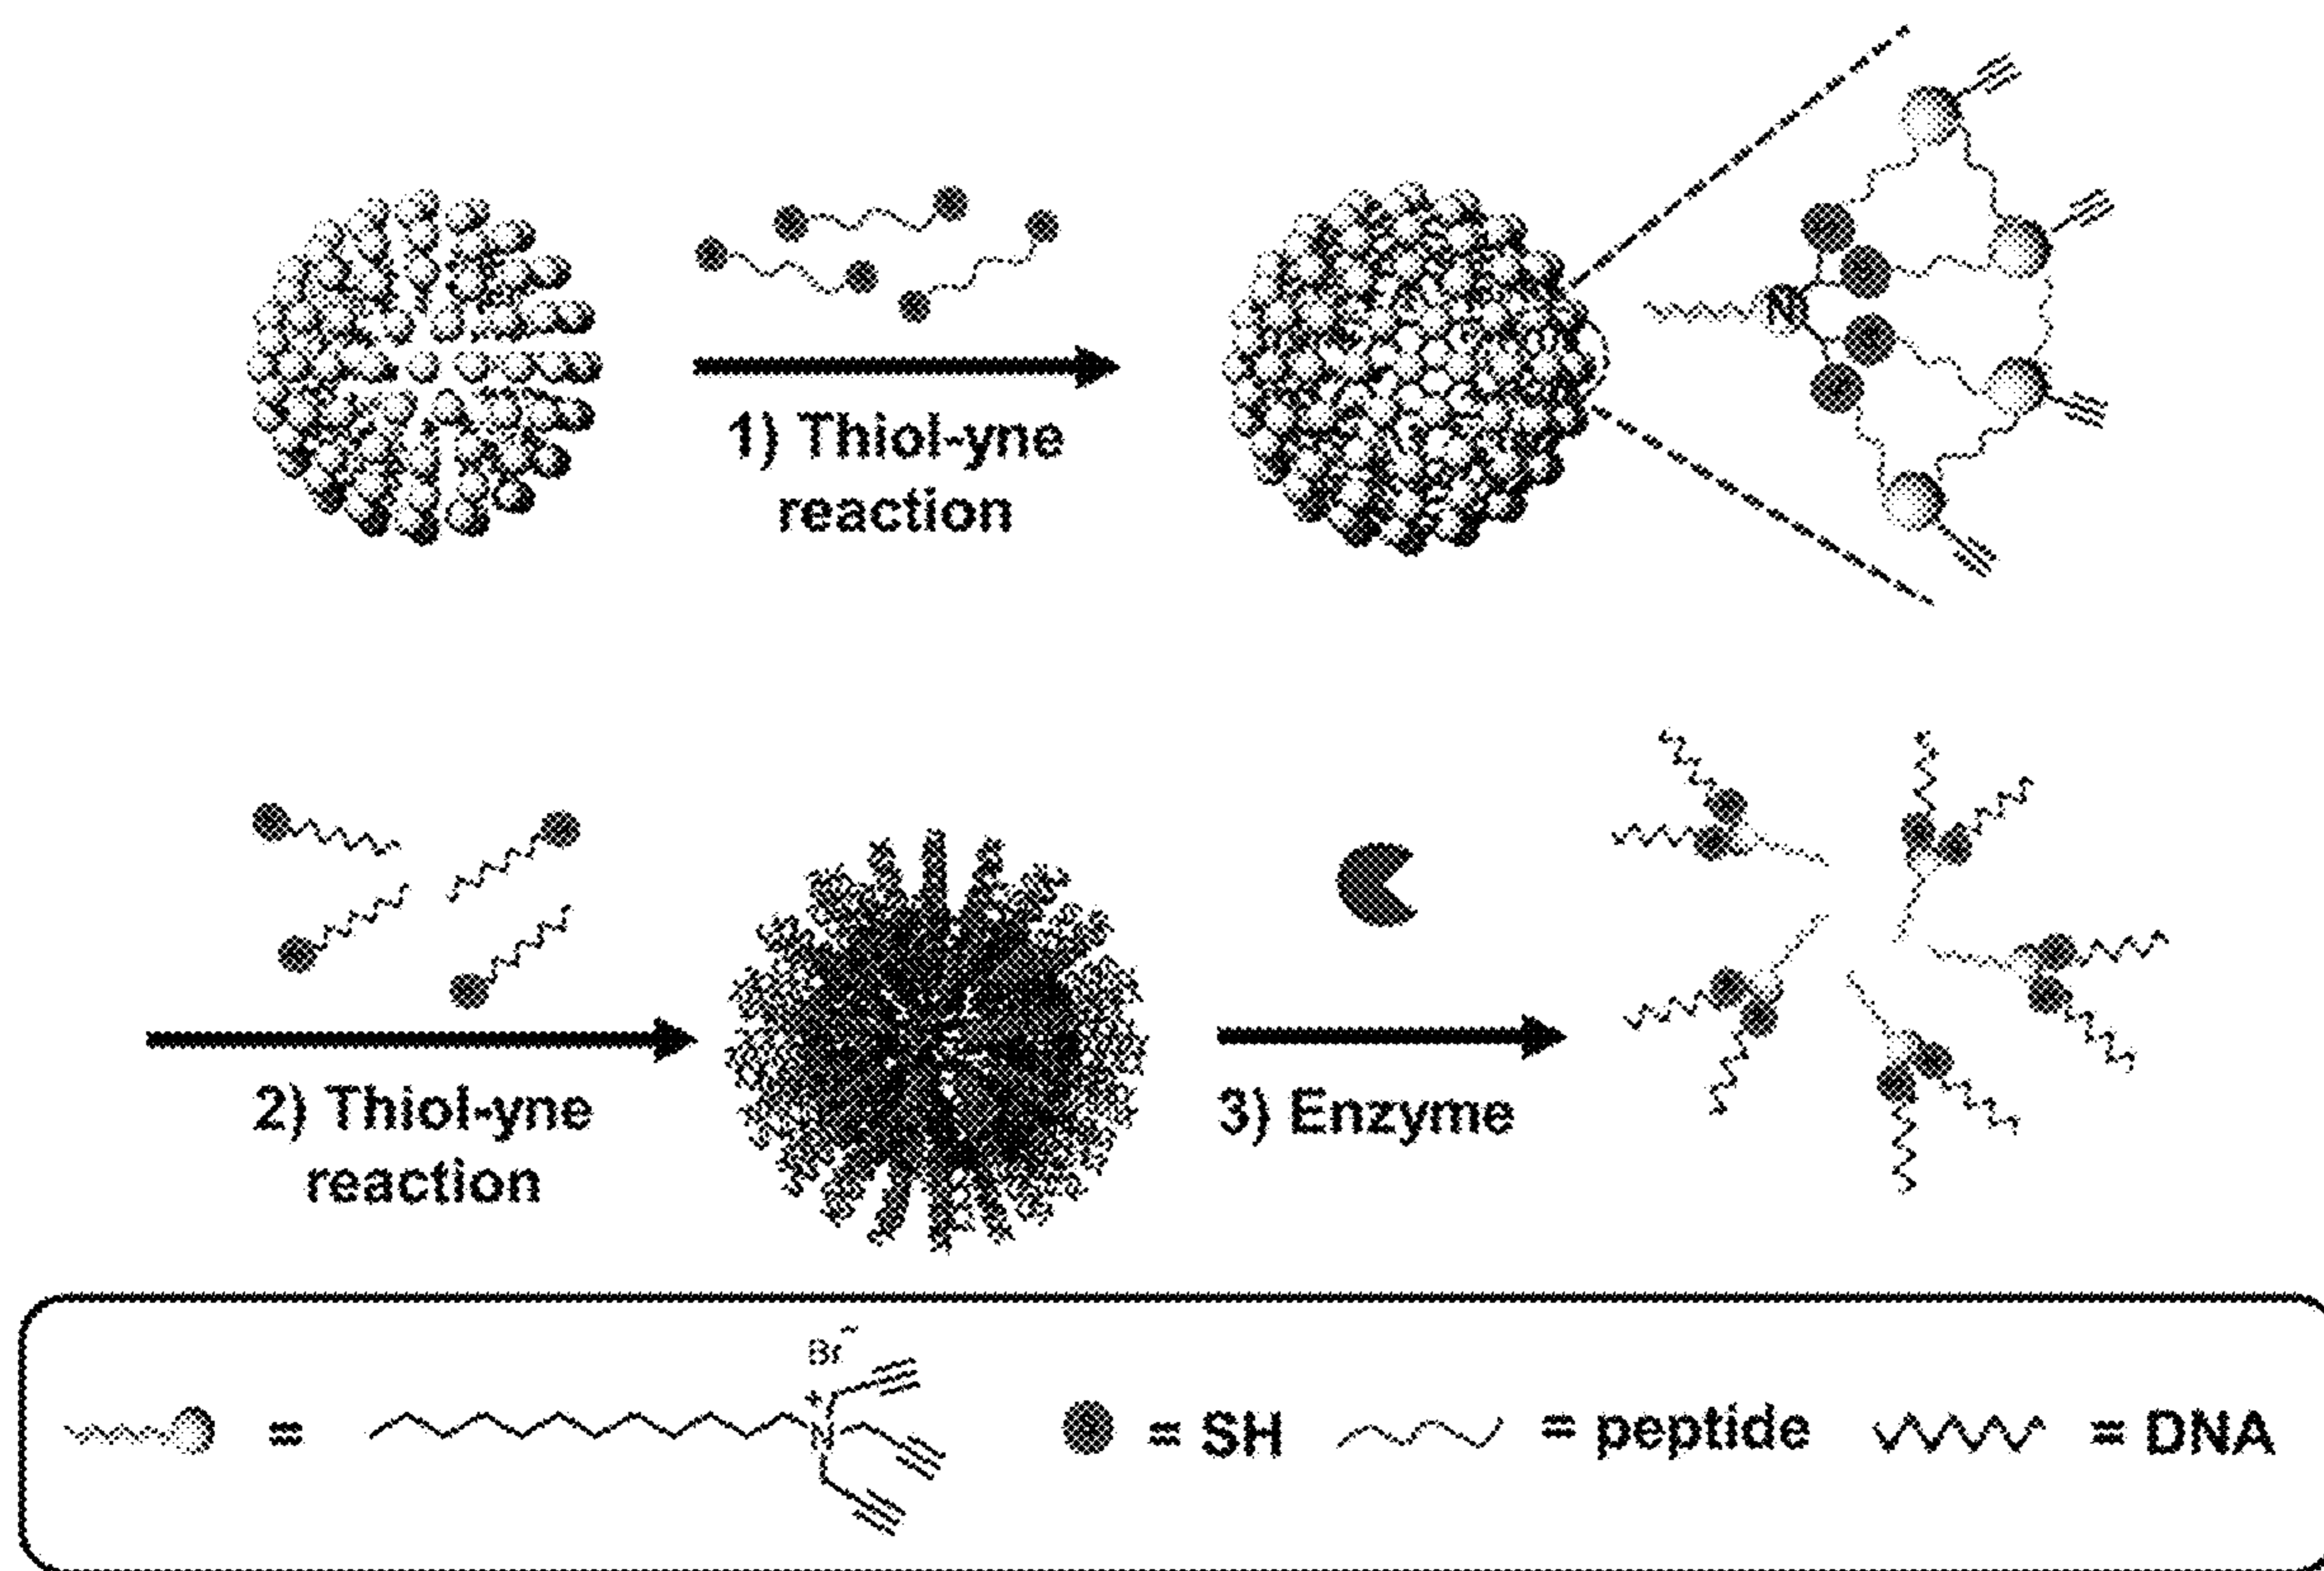 1) Thiol-yne
reaction
N
2) Thiol-yne
reaction
3) Enzyme
Br⁻
= N⁺ = SH = peptide = DNA